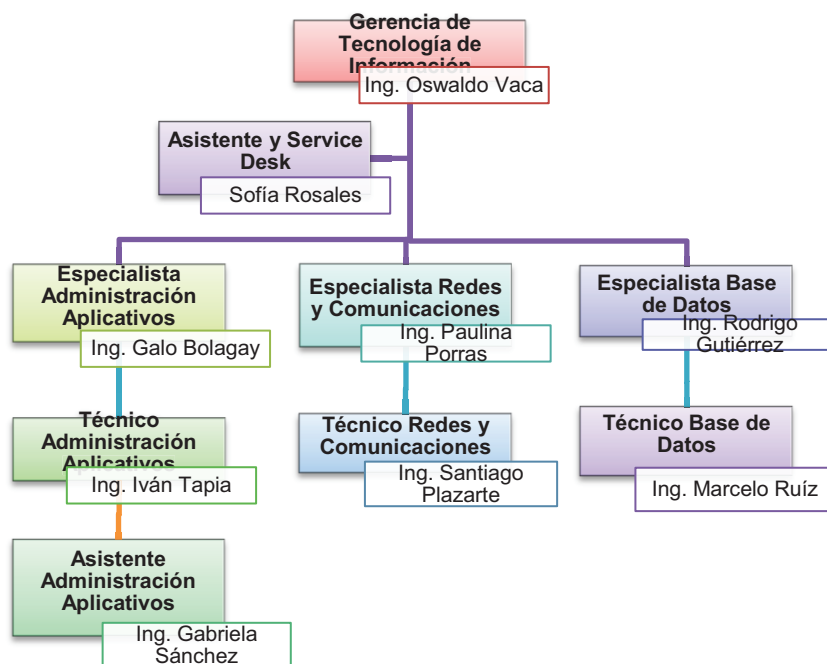 Gerencia de
Tecnología de
Información
Ing. Oswaldo Vaca
Asistente y Service
Desk
Sofía Rosales
Especialista
Administración
Aplicativos
Ing. Galo Bolagay
Especialista Redes
y Comunicaciones
Ing. Paulina
Porras
Especialista Base
de Datos
Ing. Rodrigo
Gutiérrez
Técnico
Administración
Aplicativos
Ing. Iván Tapia
Técnico Redes y
Comunicaciones
Ing. Santiago
Plazarte
Técnico Base de
Datos
Ing. Marcelo Ruíz
Asistente
Administración
Aplicativos
Ing. Gabriela
Sánchez